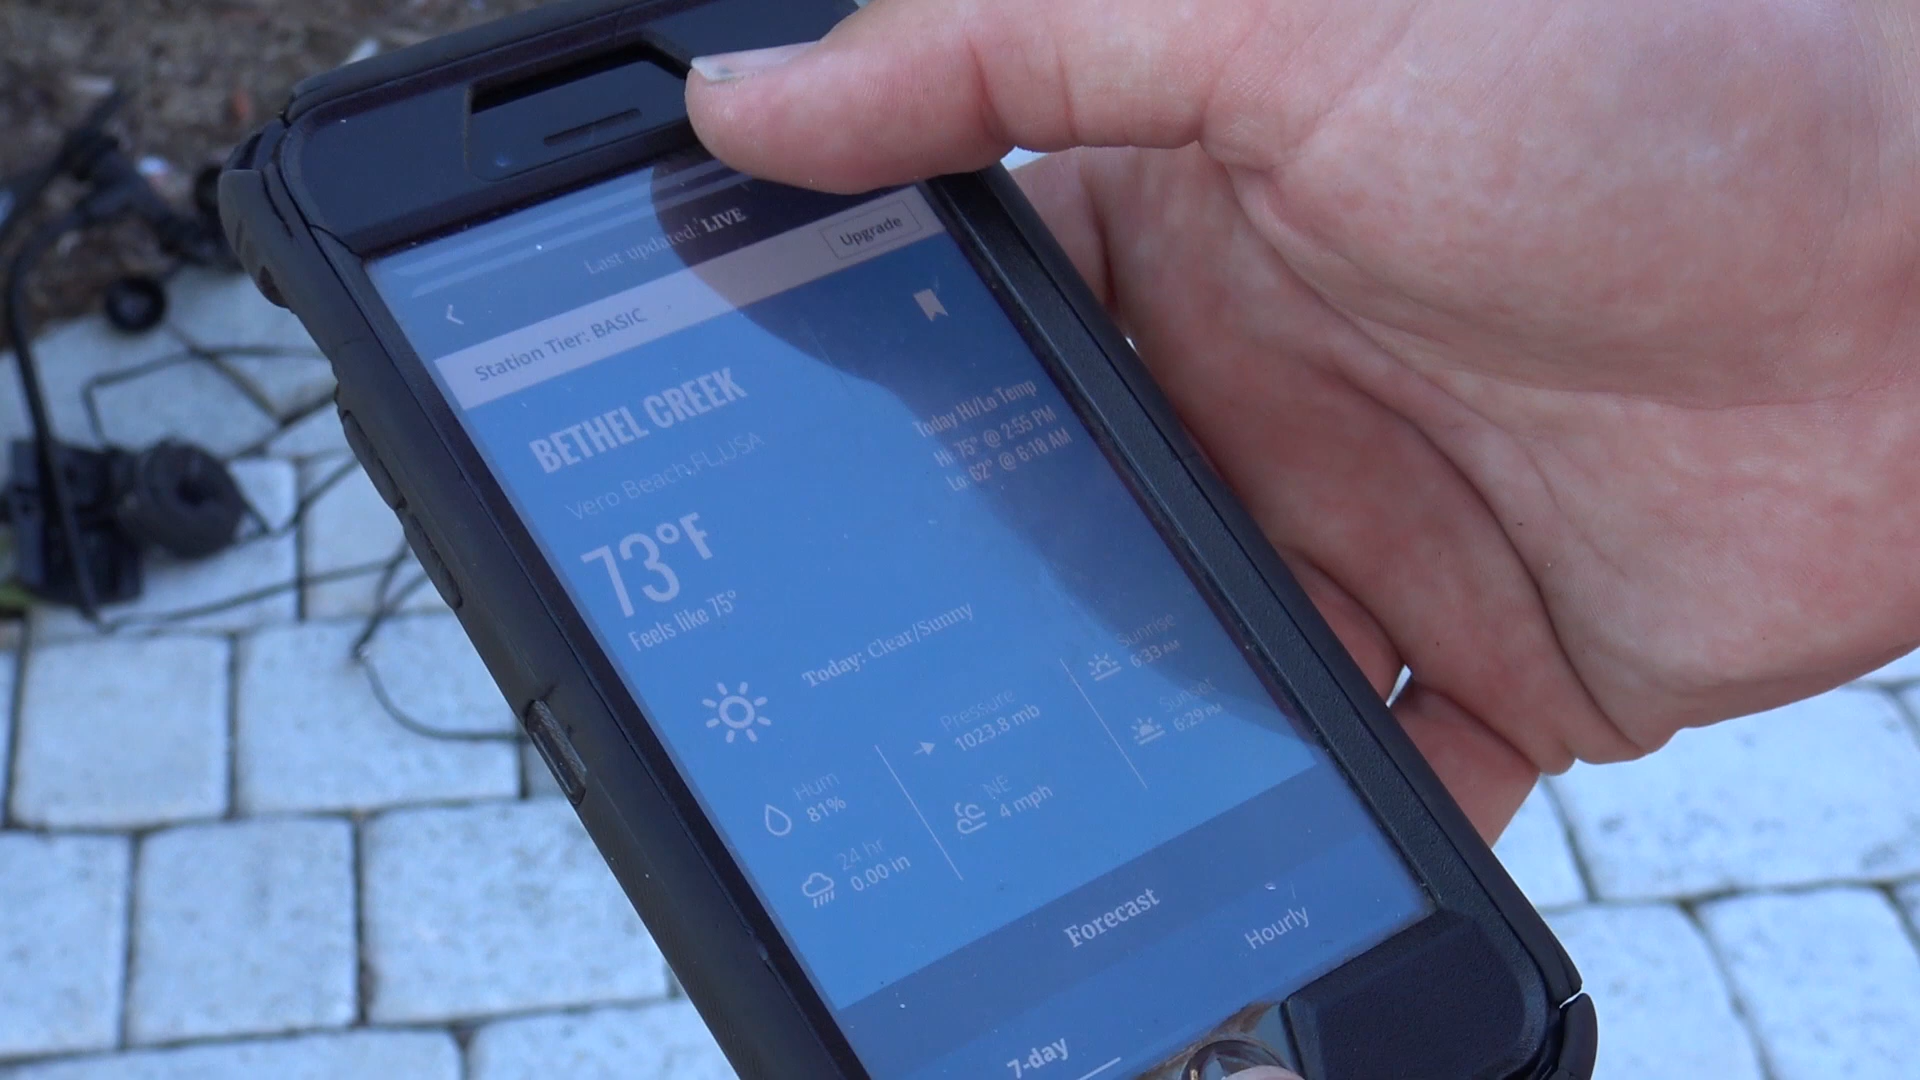 Last updated: LIVE
Station Tier: BASIC
Upgrade
BETHEL CREEK
Vero Beach,FL,USA
73°F
Feels like 75°
Today Hi/Lo Temp
Hi: 75° @ 2:55 PM
Lo: 62° @ 6:18 AM
Today: Clear/Sunny
Hum
81%
24 hr
0.00 in
Pressure
1023.8 mb
NE
4 mph
Sunrise
6:33 AM
Sunset
6:29 PM
Forecast
7-day
Hourly